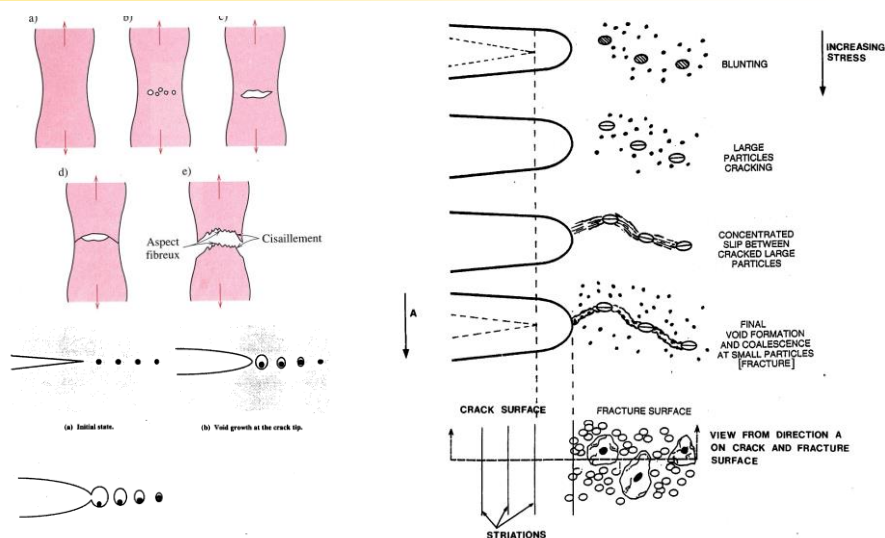 a)
b)
c)
d)
e)
Aspect
fibreux
Cisaillement
(a) Initial state.
(b) Void growth at the crack tip.
INCREASING
STRESS
BLUNTING
LARGE
PARTICLES
CRACKING
CONCENTRATED
SLIP BETWEEN
CRACKED LARGE
PARTICLES
A
FINAL
VOID FORMATION
AND COALESCENCE
AT SMALL PARTICLES
[FRACTURE]
CRACK SURFACE
FRACTURE SURFACE
VIEW FROM DIRECTION A
ON CRACK AND FRACTURE
SURFACE
STRIATIONS